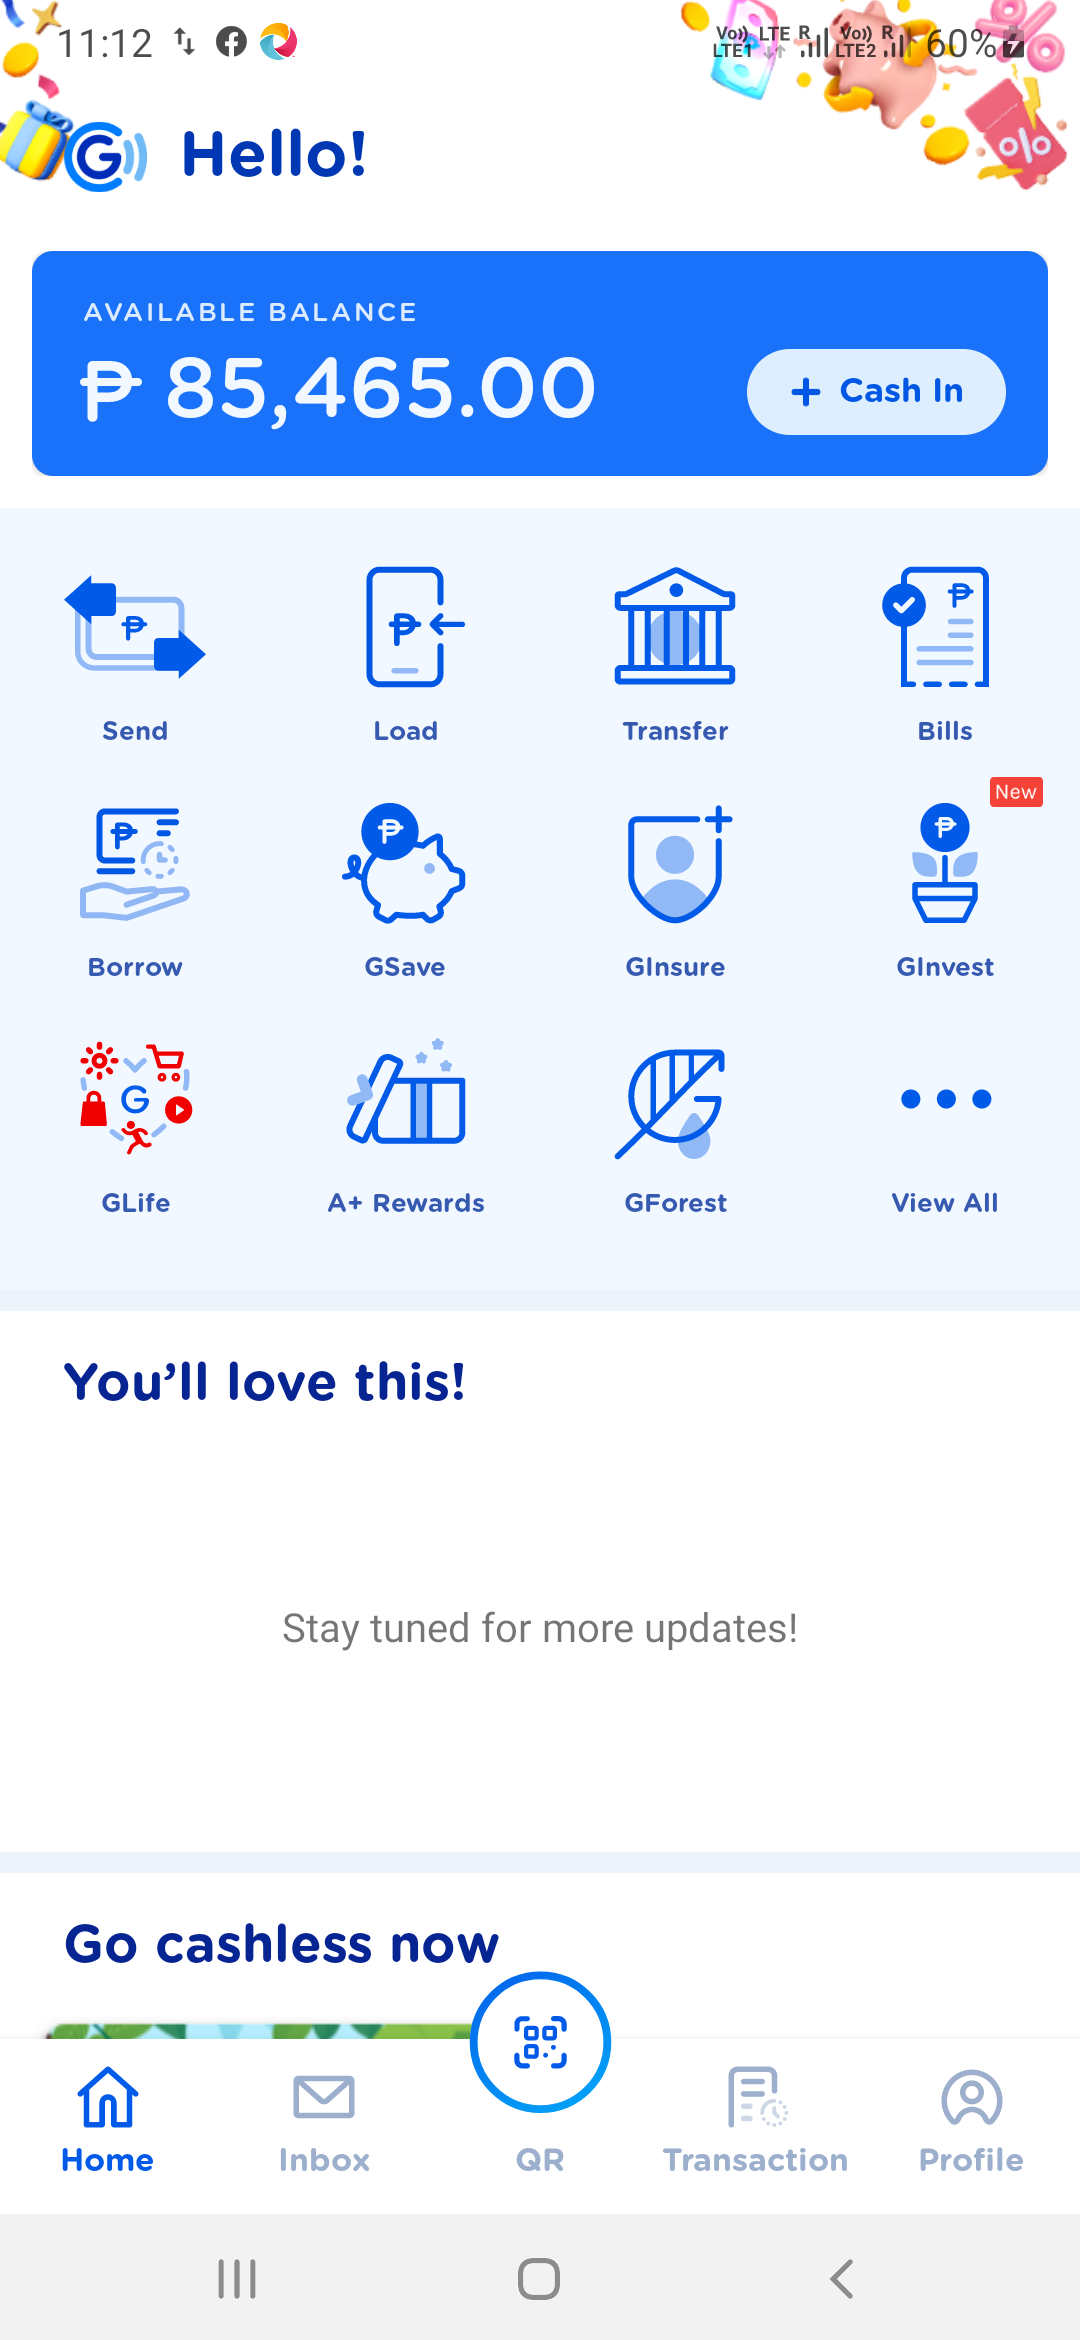 11:12 Vo)) LTE1 LTE R Vo)) LTE2 R 60%
G Hello!
%
AVAILABLE BALANCE
₱ 85,465.00
+ Cash In
Send Load Transfer Bills
New
Borrow GSave GInsure GInvest
GLife A+ Rewards GForest View All
You’ll love this!
Stay tuned for more updates!
Go cashless now
Home Inbox QR Transaction Profile